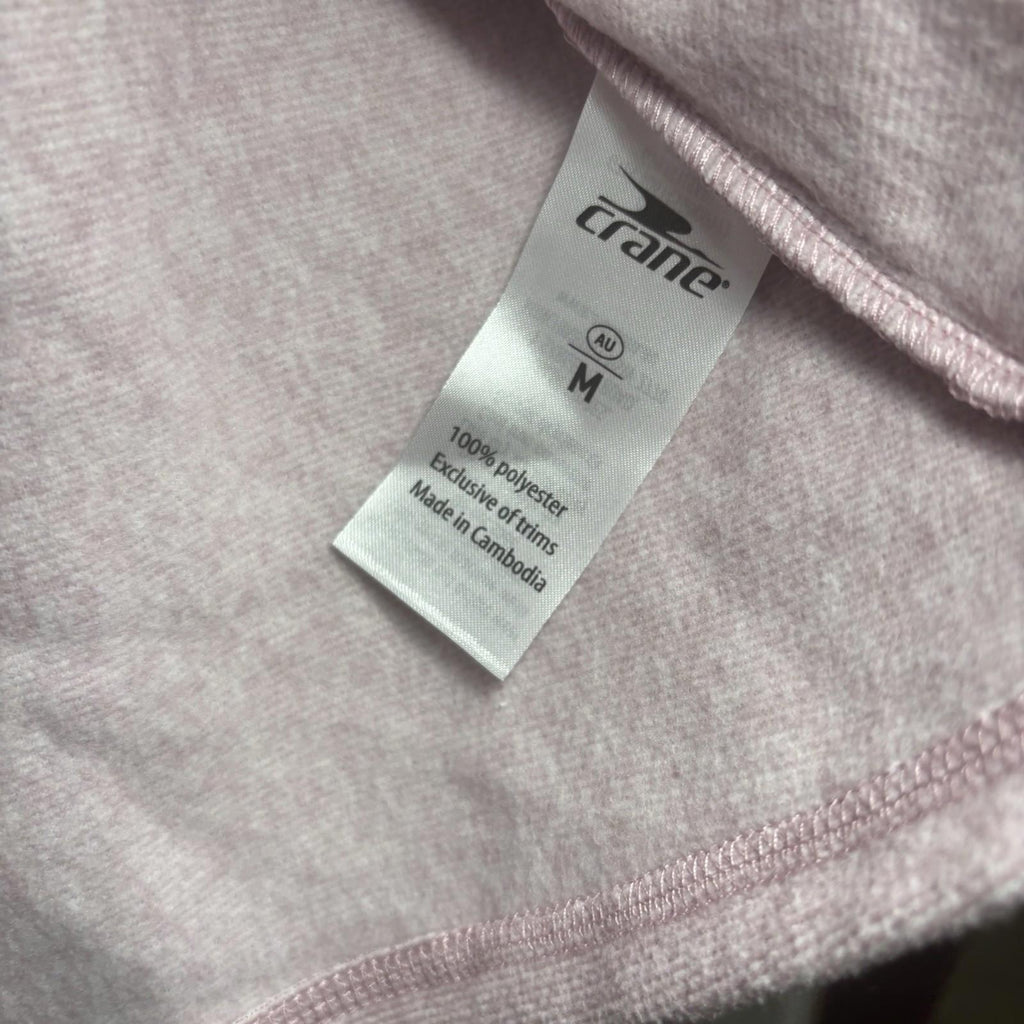 crane®
AU
M
100% polyester
Exclusive of trims
Made in Cambodia